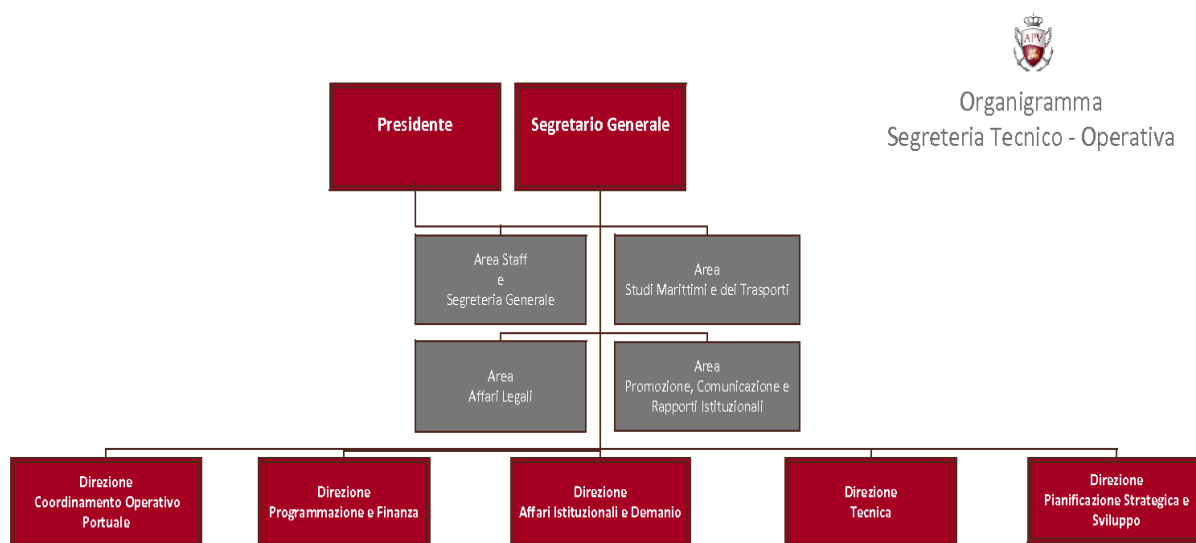 APV
Organigramma
Segreteria Tecnico - Operativa
Presidente
Segretario Generale
Area Staff
e
Segreteria Generale
Area
Studi Marittimi e dei Trasporti
Area
Affari Legali
Area
Promozione, Comunicazione e
Rapporti Istituzionali
Direzione
Coordinamento Operativo
Portuale
Direzione
Programmazione e Finanza
Direzione
Affari Istituzionali e Demanio
Direzione
Tecnica
Direzione
Pianificazione Strategica e
Sviluppo